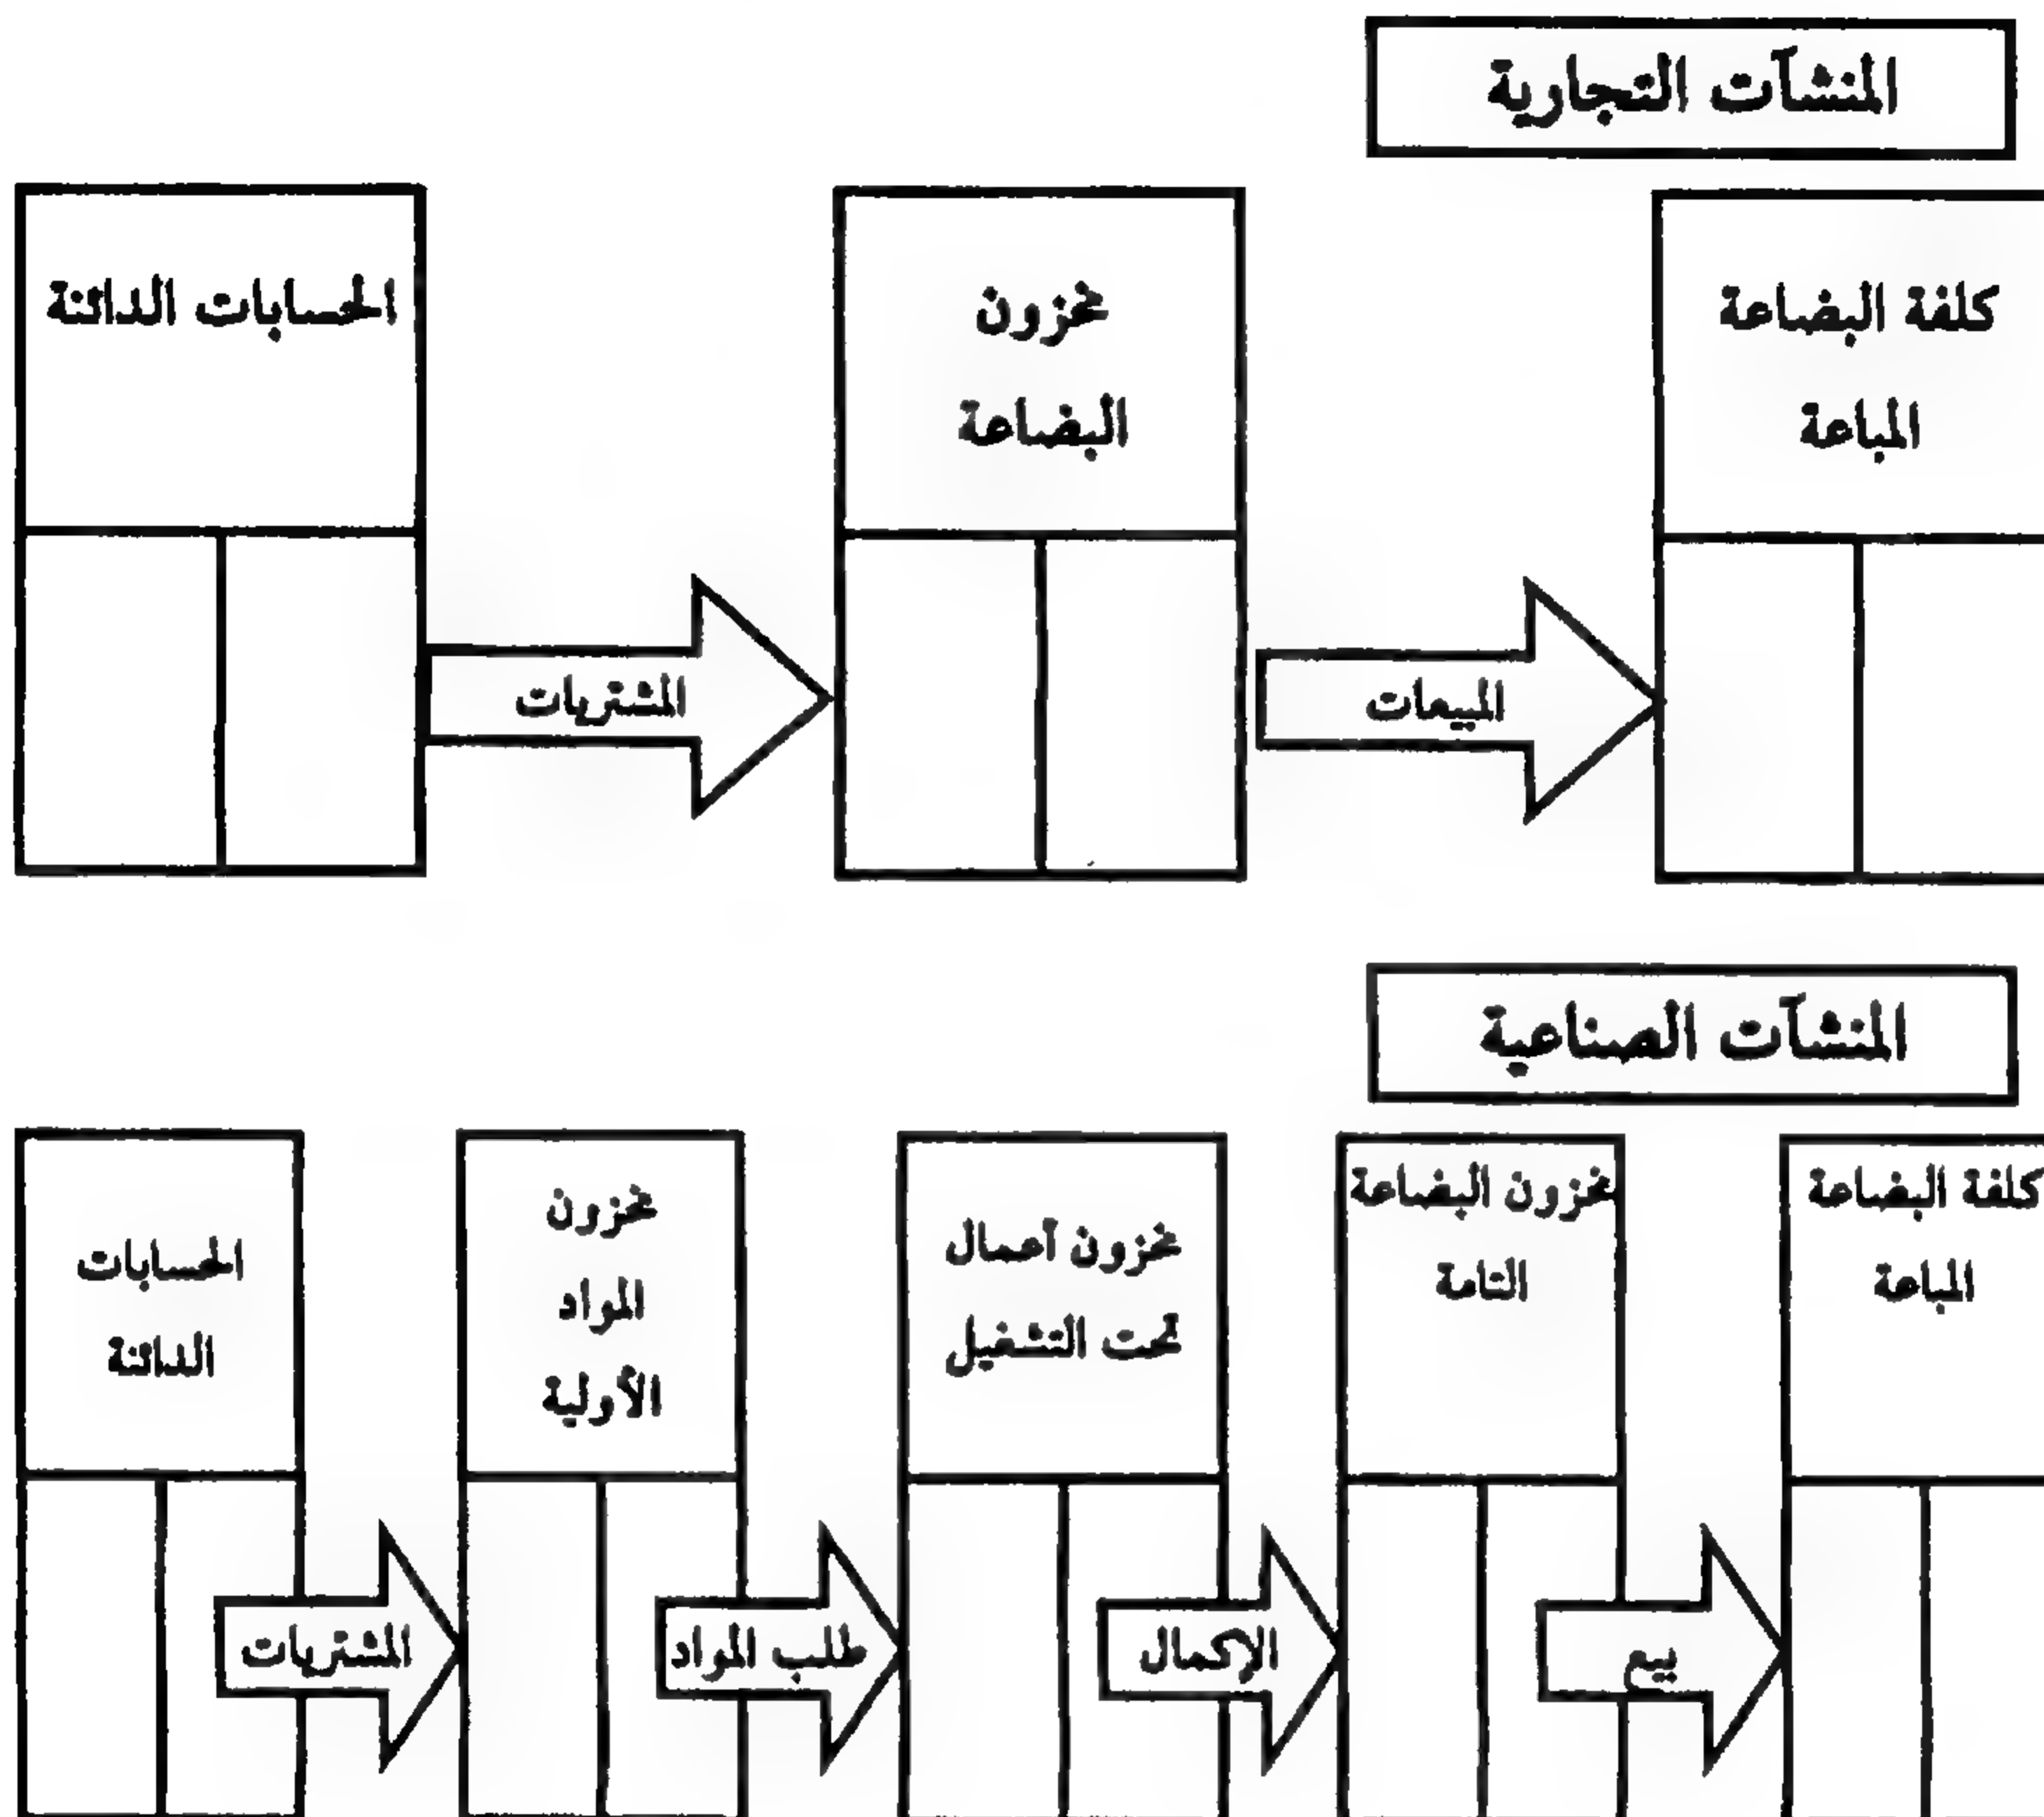 المنشآت التجارية
الحسابات الدائنة
مخزون
البضاعة
كلفة البضاعة
المباعة
المشتريات
المبيعات
المنشآت الصناعية
الحسابات
الدائنة
مخزون
المواد
الأولية
مخزون أعمال
تحت التشغيل
مخزون البضاعة
التامة
كلفة البضاعة
المباعة
المشتريات
طلب المواد
الإكمال
بيع